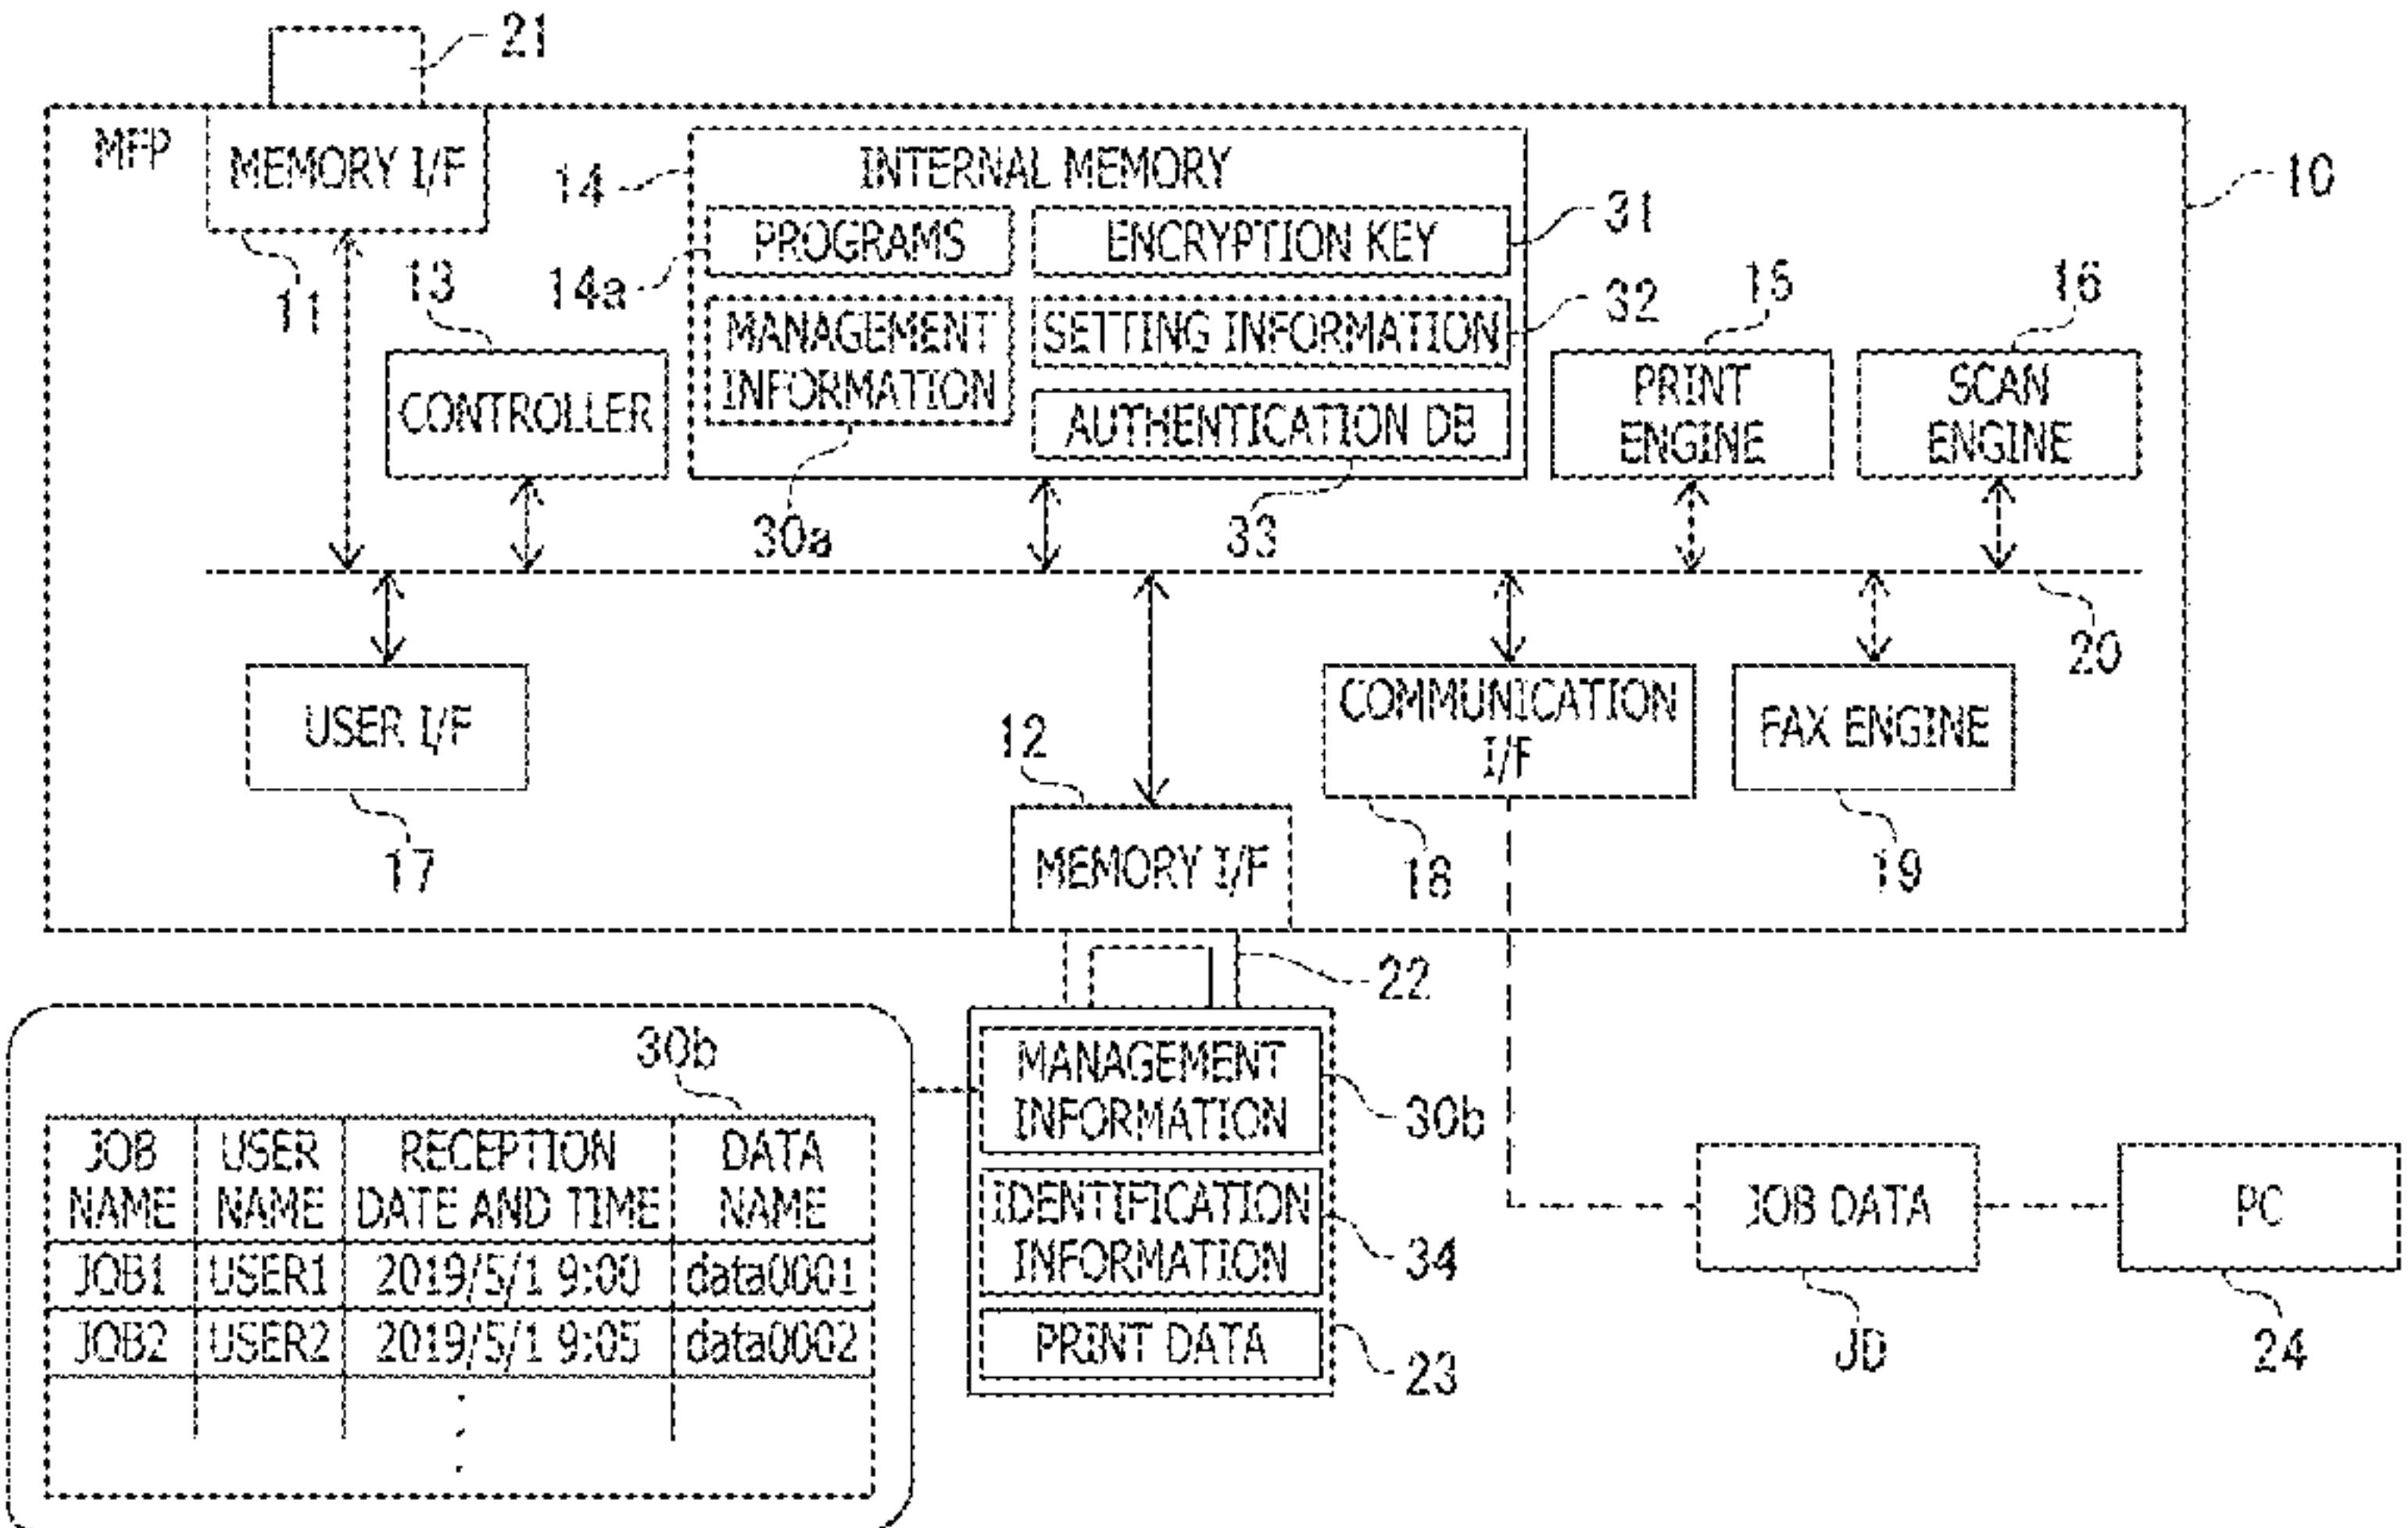 21
MFP
MEMORY I/F
11
13
CONTROLLER
14
INTERNAL MEMORY
PROGRAMS
14a
ENCRYPTION KEY
31
MANAGEMENT
INFORMATION
30a
SETTING INFORMATION
32
AUTHENTICATION DB
33
15
PRINT
ENGINE
16
SCAN
ENGINE
10
20
USER I/F
17
12
MEMORY I/F
COMMUNICATION
I/F
18
FAX ENGINE
19
22
MANAGEMENT
INFORMATION
30b
IDENTIFICATION
INFORMATION
34
PRINT DATA
23
30b
JOB NAME USER NAME RECEPTION DATE AND TIME DATA NAME
JOB1 USER1 2019/5/1 9:00 data0001
JOB2 USER2 2019/5/1 9:05 data0002
JOB DATA
JD
PC
24